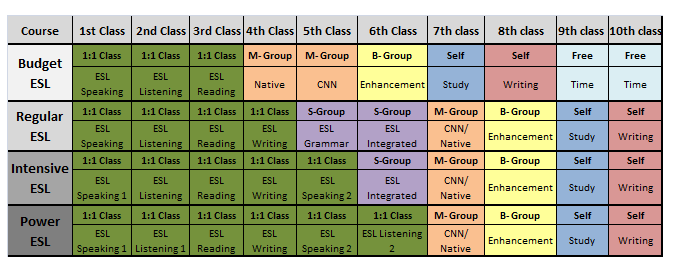 Course 1st Class 2nd Class 3rd Class 4th Class 5th Class 6th Class 7th class 8th class 9th class 10th class
Budget ESL 1:1 Class 1:1 Class 1:1 Class M- Group M- Group B- Group Self Self Free Free
ESL Speaking ESL Listening ESL Reading Native CNN Enhancement Study Writing Time Time
Regular ESL 1:1 Class 1:1 Class 1:1 Class 1:1 Class S-Group S-Group M- Group B- Group Self Self
ESL Speaking ESL Listening ESL Reading ESL Writing ESL Grammar ESL Integrated CNN/ Native Enhancement Study Writing
Intensive ESL 1:1 Class 1:1 Class 1:1 Class 1:1 Class 1:1 Class S-Group M- Group B- Group Self Self
ESL Speaking 1 ESL Listening ESL Reading ESL Writing ESL Speaking 2 ESL Integrated CNN/ Native Enhancement Study Writing
Power ESL 1:1 Class 1:1 Class 1:1 Class 1:1 Class 1:1 Class 1:1 Class M- Group B- Group Self Self
ESL Speaking 1 ESL Listening 1 ESL Reading ESL Writing ESL Speaking 2 ESL Listening 2 CNN/ Native Enhancement Study Writing